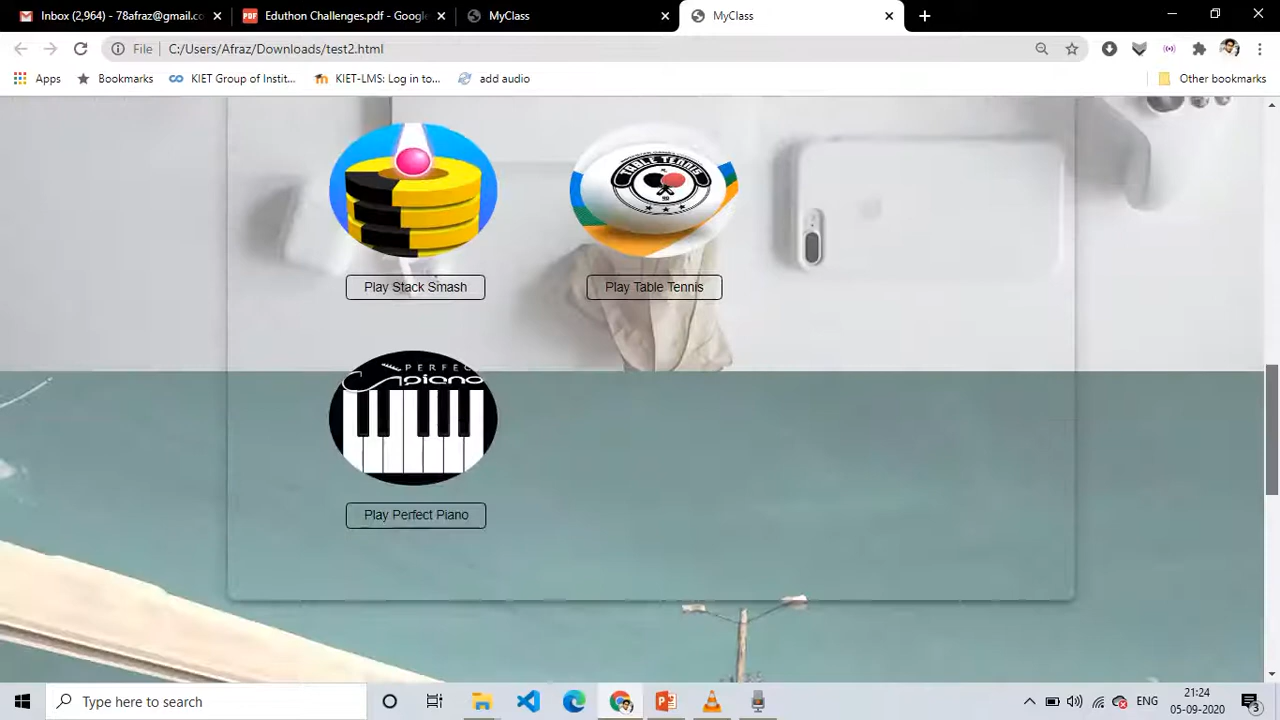 Inbox (2,964) - 78afraz@gmail.co
Eduthon Challenges.pdf - Google
MyClass
MyClass
File
C:/Users/Afraz/Downloads/test2.html
Apps
Bookmarks
KIET Group of Instit...
KIET-LMS: Log in to...
add audio
Other bookmarks
TABLE TENNIS
Play Stack Smash
Play Table Tennis
PERFEC
piano
Play Perfect Piano
Type here to search
ENG
21:24
05-09-2020
3